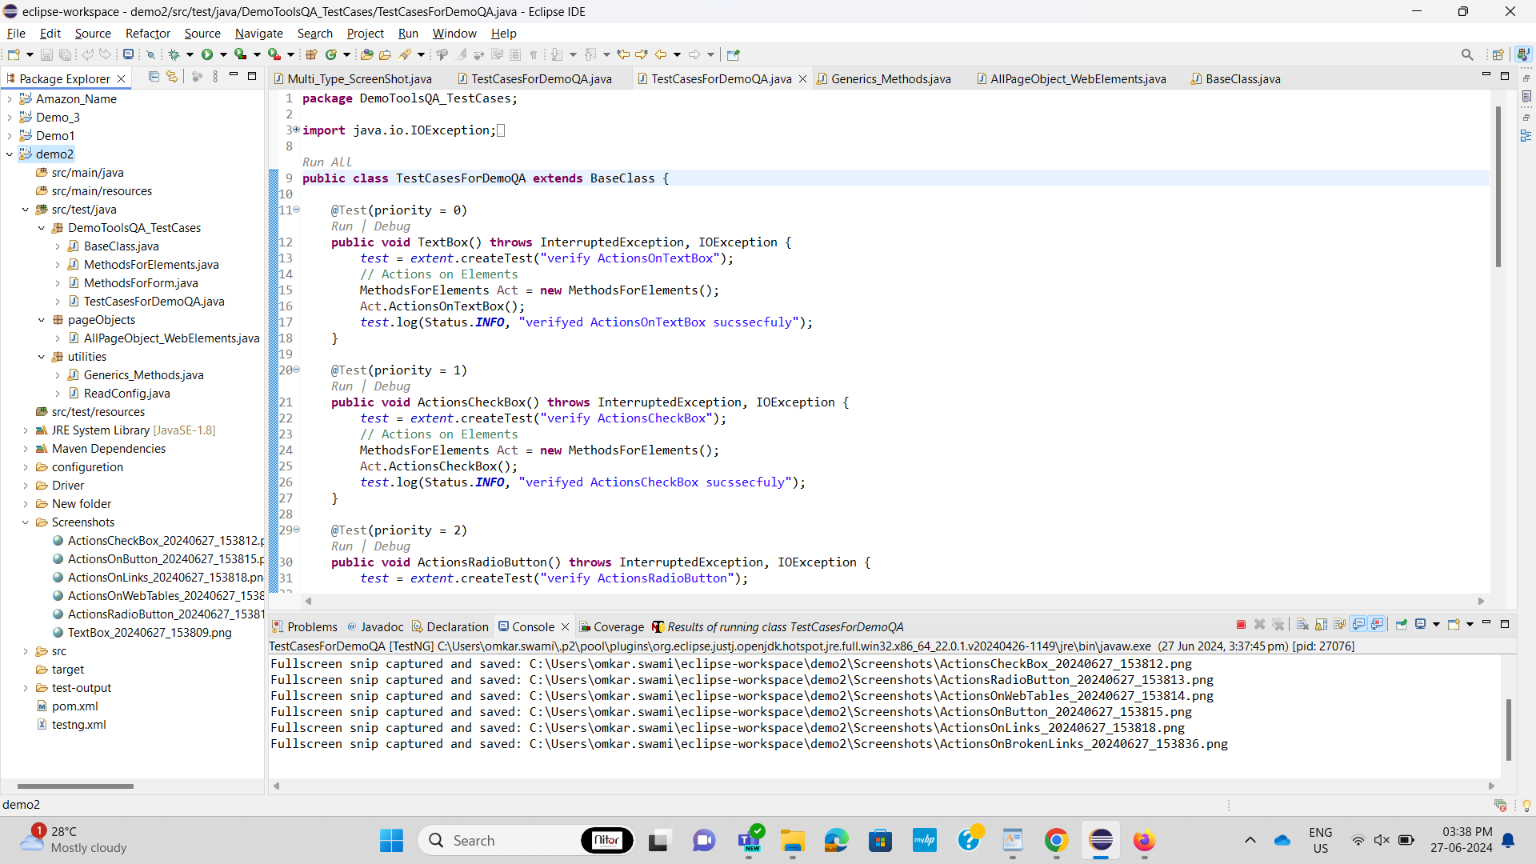 eclipse-workspace - demo2/src/test/java/DemoToolsQA_TestCases/TestCasesForDemoQA.java - Eclipse IDE
File Edit Source Refactor Source Navigate Search Project Run Window Help
Package Explorer
Amazon_Name
Demo_3
Demo1
demo2
src/main/java
src/main/resources
src/test/java
DemoToolsQA_TestCases
BaseClass.java
MethodsForElements.java
MethodsForForm.java
TestCasesForDemoQA.java
pageObjects
AllPageObject_WebElements.java
utilities
Generics_Methods.java
ReadConfig.java
src/test/resources
JRE System Library [JavaSE-1.8]
Maven Dependencies
configuretion
Driver
New folder
Screenshots
ActionsCheckBox_20240627_153812.p
ActionsOnButton_20240627_153815.p
ActionsOnLinks_20240627_153818.pn
ActionsOnWebTables_20240627_1538
ActionsRadioButton_20240627_15381
TextBox_20240627_153809.png
src
target
test-output
pom.xml
testng.xml
Multi_Type_ScreenShot.java TestCasesForDemoQA.java TestCasesForDemoQA.java Generics_Methods.java AllPageObject_WebElements.java BaseClass.java
1 package DemoToolsQA_TestCases;
2
3 import java.io.IOException;
8
Run All
9 public class TestCasesForDemoQA extends BaseClass {
10
11 @Test(priority = 0)
Run | Debug
12 public void TextBox() throws InterruptedException, IOException {
13 test = extent.createTest("verify ActionsOnTextBox");
14 // Actions on Elements
15 MethodsForElements Act = new MethodsForElements();
16 Act.ActionsOnTextBox();
17 test.log(Status.INFO, "verifyed ActionsOnTextBox sucssecfuly");
18 }
19
20 @Test(priority = 1)
Run | Debug
21 public void ActionsCheckBox() throws InterruptedException, IOException {
22 test = extent.createTest("verify ActionsCheckBox");
23 // Actions on Elements
24 MethodsForElements Act = new MethodsForElements();
25 Act.ActionsCheckBox();
26 test.log(Status.INFO, "verifyed ActionsCheckBox sucssecfuly");
27 }
28
29 @Test(priority = 2)
Run | Debug
30 public void ActionsRadioButton() throws InterruptedException, IOException {
31 test = extent.createTest("verify ActionsRadioButton");
Problems Javadoc Declaration Console Coverage Results of running class TestCasesForDemoQA
TestCasesForDemoQA [TestNG] C:\Users\omkar.swami\.p2\pool\plugins\org.eclipse.justj.openjdk.hotspot.jre.full.win32.x86_64_22.0.1.v20240426-1149\jre\bin\javaw.exe (27 Jun 2024, 3:37:45 pm) [pid: 27076]
Fullscreen snip captured and saved: C:\Users\omkar.swami\eclipse-workspace\demo2\Screenshots\ActionsCheckBox_20240627_153812.png
Fullscreen snip captured and saved: C:\Users\omkar.swami\eclipse-workspace\demo2\Screenshots\ActionsRadioButton_20240627_153813.png
Fullscreen snip captured and saved: C:\Users\omkar.swami\eclipse-workspace\demo2\Screenshots\ActionsOnWebTables_20240627_153814.png
Fullscreen snip captured and saved: C:\Users\omkar.swami\eclipse-workspace\demo2\Screenshots\ActionsOnButton_20240627_153815.png
Fullscreen snip captured and saved: C:\Users\omkar.swami\eclipse-workspace\demo2\Screenshots\ActionsOnLinks_20240627_153818.png
Fullscreen snip captured and saved: C:\Users\omkar.swami\eclipse-workspace\demo2\Screenshots\ActionsOnBrokenLinks_20240627_153836.png
demo2
1
28°C
Mostly cloudy
Search
Nitor
NEW
myhp
ENG
US
03:38 PM
27-06-2024